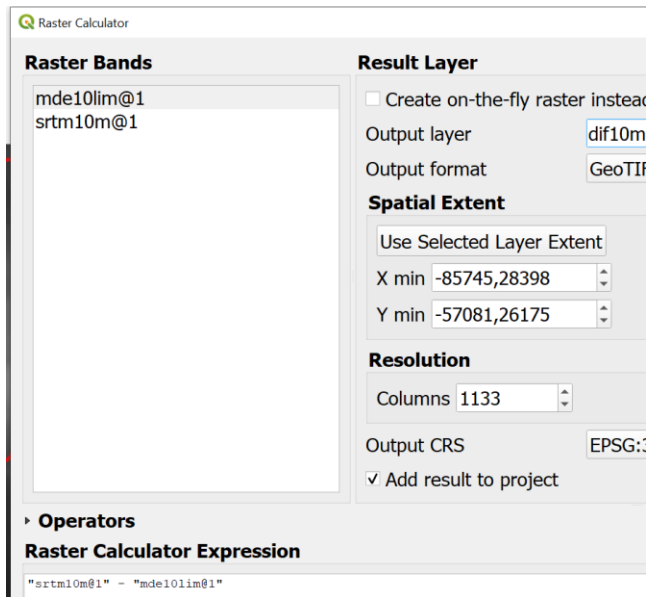 Raster Calculator
Raster Bands
mde10lim@1
srtm10m@1
Result Layer
Create on-the-fly raster instead
Output layer dif10m
Output format GeoTIF
Spatial Extent
Use Selected Layer Extent
X min -85745,28398
Y min -57081,26175
Resolution
Columns 1133
Output CRS EPSG:3
Add result to project
Operators
Raster Calculator Expression
"srtm10m@1" - "mde10lim@1"